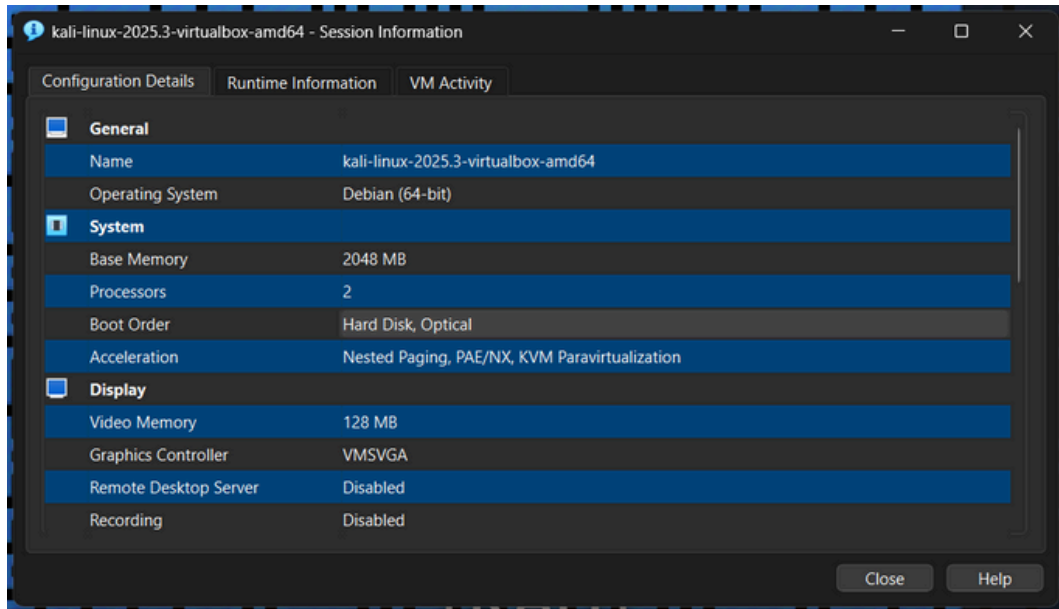 kali-linux-2025.3-virtualbox-amd64 - Session Information
Configuration Details Runtime Information VM Activity
General
Name kali-linux-2025.3-virtualbox-amd64
Operating System Debian (64-bit)
System
Base Memory 2048 MB
Processors 2
Boot Order Hard Disk, Optical
Acceleration Nested Paging, PAE/NX, KVM Paravirtualization
Display
Video Memory 128 MB
Graphics Controller VMSVGA
Remote Desktop Server Disabled
Recording Disabled
Close Help